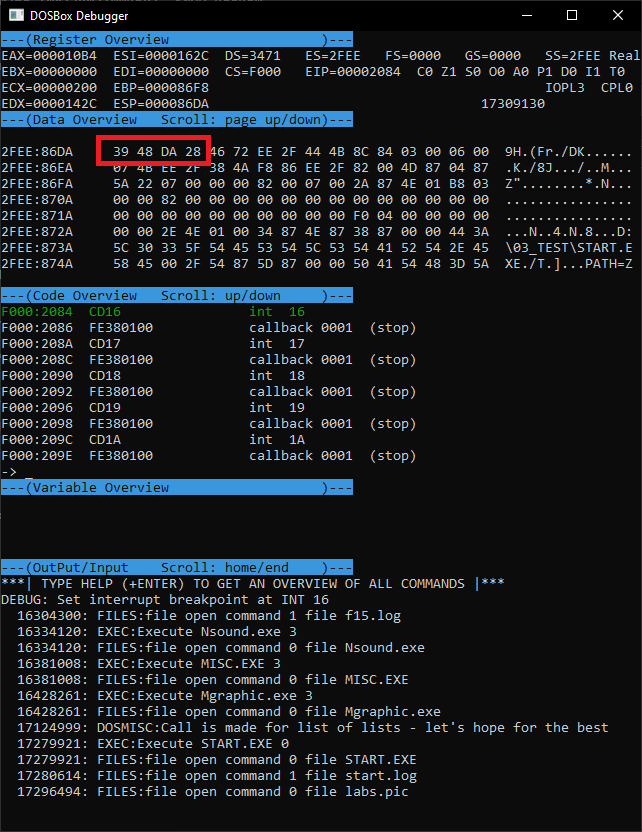 DOSBox Debugger
---(Register Overview                   )---
EAX=000010B4  ESI=0000162C  DS=3471   ES=2FEE   FS=0000   GS=0000   SS=2FEE Real
EBX=00000000  EDI=00000000  CS=F000   EIP=00002084  C0 Z1 S0 O0 A0 P1 D0 I1 T0
ECX=00000200  EBP=000086F8                                          IOPL3  CPL0
EDX=0000142C  ESP=000086DA                                  17309130
---(Data Overview   Scroll: page up/down)---
2FEE:86DA     39 48 DA 28 46 72 EE 2F 44 4B 8C 84 03 00 06 00  9H.(Fr./DK......
2FEE:86EA     07 4B EE 2F 38 4A F8 86 EE 2F 82 00 4D 87 04 87  .K./8J.../..M...
2FEE:86FA     5A 22 07 00 00 00 82 00 07 00 2A 87 4E 01 B8 03  Z"........*.N...
2FEE:870A     00 00 82 00 00 00 00 00 00 00 00 00 00 00 00 00  ................
2FEE:871A     00 00 00 00 00 00 00 00 00 00 F0 04 00 00 00 00  ................
2FEE:872A     00 00 2E 4E 01 00 34 87 4E 87 38 87 00 00 44 3A  ...N..4.N.8...D:
2FEE:873A     5C 30 33 5F 54 45 53 54 5C 53 54 41 52 54 2E 45  \03_TEST\START.E
2FEE:874A     58 45 00 2F 54 87 5D 87 00 00 50 41 54 48 3D 5A  XE./T.]...PATH=Z
---(Code Overview   Scroll: up/down     )---
F000:2084  CD16                int  16
F000:2086  FE380100            callback 0001  (stop)
F000:208A  CD17                int  17
F000:208C  FE380100            callback 0001  (stop)
F000:2090  CD18                int  18
F000:2092  FE380100            callback 0001  (stop)
F000:2096  CD19                int  19
F000:2098  FE380100            callback 0001  (stop)
F000:209C  CD1A                int  1A
F000:209E  FE380100            callback 0001  (stop)
-> _
---(Variable Overview                   )---
---(OutPut/Input    Scroll: home/end    )---
***| TYPE HELP (+ENTER) TO GET AN OVERVIEW OF ALL COMMANDS |***
DEBUG: Set interrupt breakpoint at INT 16
16304300: FILES:file open command 1 file f15.log
16334120: EXEC:Execute Nsound.exe 3
16334120: FILES:file open command 0 file Nsound.exe
16381008: EXEC:Execute MISC.EXE 3
16381008: FILES:file open command 0 file MISC.EXE
16428261: EXEC:Execute Mgraphic.exe 3
16428261: FILES:file open command 0 file Mgraphic.exe
17124999: DOSMISC:Call is made for list of lists - let's hope for the best
17279921: EXEC:Execute START.EXE 0
17279921: FILES:file open command 0 file START.EXE
17280614: FILES:file open command 1 file start.log
17296494: FILES:file open command 0 file labs.pic